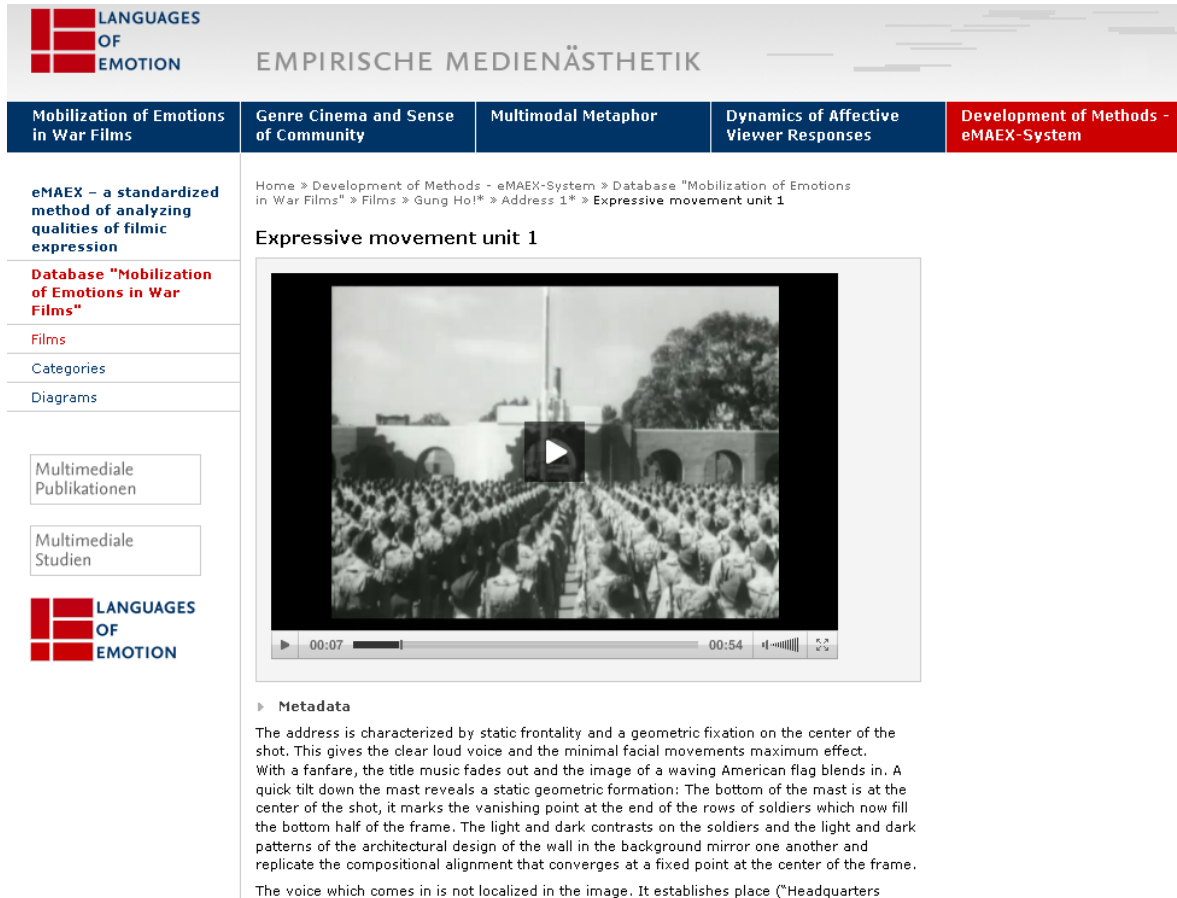 LANGUAGES
OF
EMOTION
EMPIRISCHE MEDIENÄSTHETIK
Mobilization of Emotions
in War Films
Genre Cinema and Sense
of Community
Multimodal Metaphor
Dynamics of Affective
Viewer Responses
Development of Methods -
eMAEX-System
eMAEX – a standardized
method of analyzing
qualities of filmic
expression
Database "Mobilization
of Emotions in War
Films"
Films
Categories
Diagrams
Multimediale
Publikationen
Multimediale
Studien
LANGUAGES
OF
EMOTION
Home » Development of Methods - eMAEX-System » Database "Mobilization of Emotions
in War Films" » Films » Gung Ho!* » Address 1* » Expressive movement unit 1
Expressive movement unit 1
00:07
00:54
Metadata
The address is characterized by static frontality and a geometric fixation on the center of the
shot. This gives the clear loud voice and the minimal facial movements maximum effect.
With a fanfare, the title music fades out and the image of a waving American flag blends in. A
quick tilt down the mast reveals a static geometric formation: The bottom of the mast is at the
center of the shot, it marks the vanishing point at the end of the rows of soldiers which now fill
the bottom half of the frame. The light and dark contrasts on the soldiers and the light and dark
patterns of the architectural design of the wall in the background mirror one another and
replicate the compositional alignment that converges at a fixed point at the center of the frame.
The voice which comes in is not localized in the image. It establishes place (“Headquarters